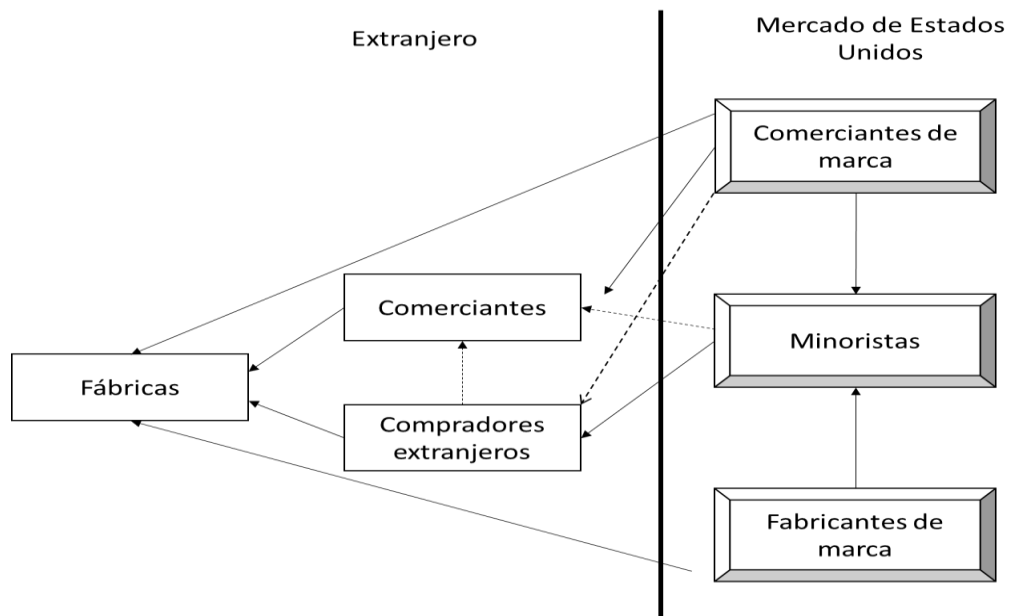 Extranjero
Mercado de Estados
Unidos
Comerciantes de
marca
Comerciantes
Minoristas
Fábricas
Compradores
extranjeros
Fabricantes de
marca